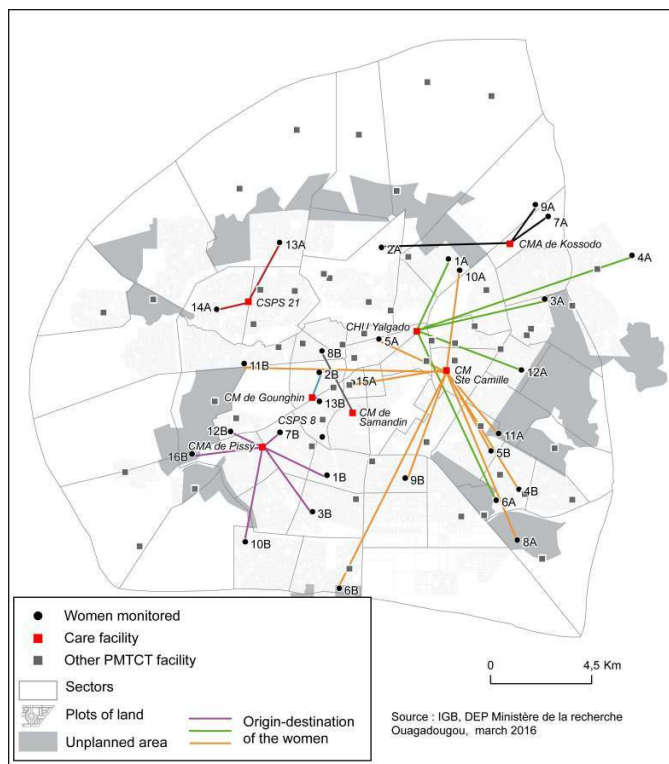 9A
7A
13A
2A
CMA de Kossodo
1A
4A
10A
14A
CSPS 21
3A
CHU Yalgado
5A
8B
11B
2B
15A
CM
Ste Camille
12A
CM de Gounghin
13B
CM de
Samandin
CSPS 8
12B
7B
CMA de Pissy
11A
16B
5B
1B
9B
4B
6A
3B
8A
10B
6B
Women monitored
Care facility
Other PMTCT facility
Sectors
Plots of land
Unplanned area
Origin-destination
of the women
0 4,5 Km
Source : IGB, DEP Ministère de la recherche
Ouagadougou, march 2016